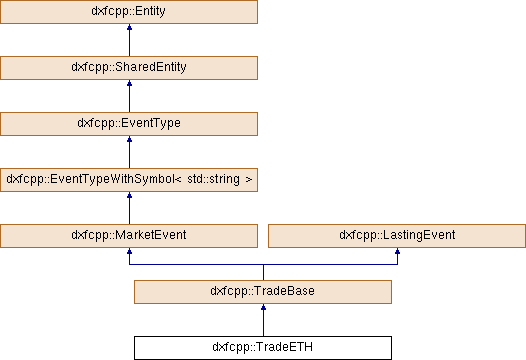 dxfcpp::Entity
dxfcpp::SharedEntity
dxfcpp::EventType
dxfcpp::EventTypeWithSymbol< std::string >
dxfcpp::MarketEvent
dxfcpp::LastingEvent
dxfcpp::TradeBase
dxfcpp::TradeETH